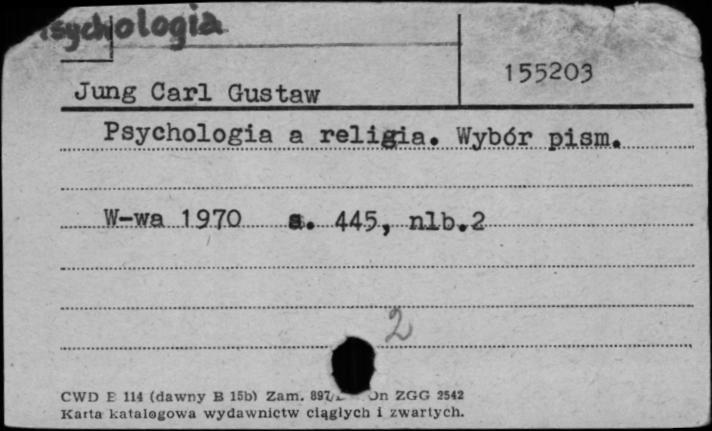 Psychologia
155203
Jung Carl Gustaw
Psychologia a religia. Wybór pism.
W-wa 1970 s. 445, nlb.2
2
CWD B 114 (dawny B 15b) Zam. 897/ ZGG 2542
Karta katalogowa wydawnictw ciągłych i zwartych.